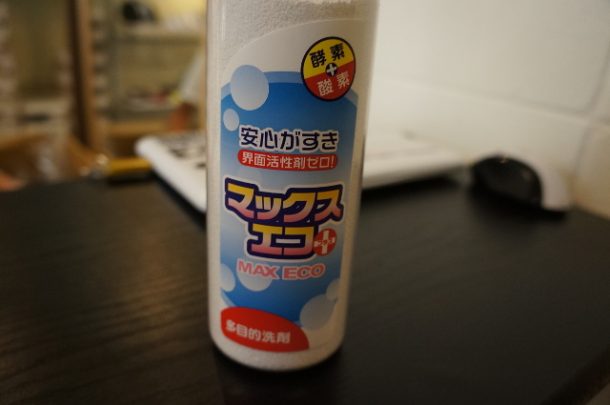 酵素
+
酸素
安心がすき
界面活性剤ゼロ!
マックス
エコ
MAX ECO
多目的洗剤